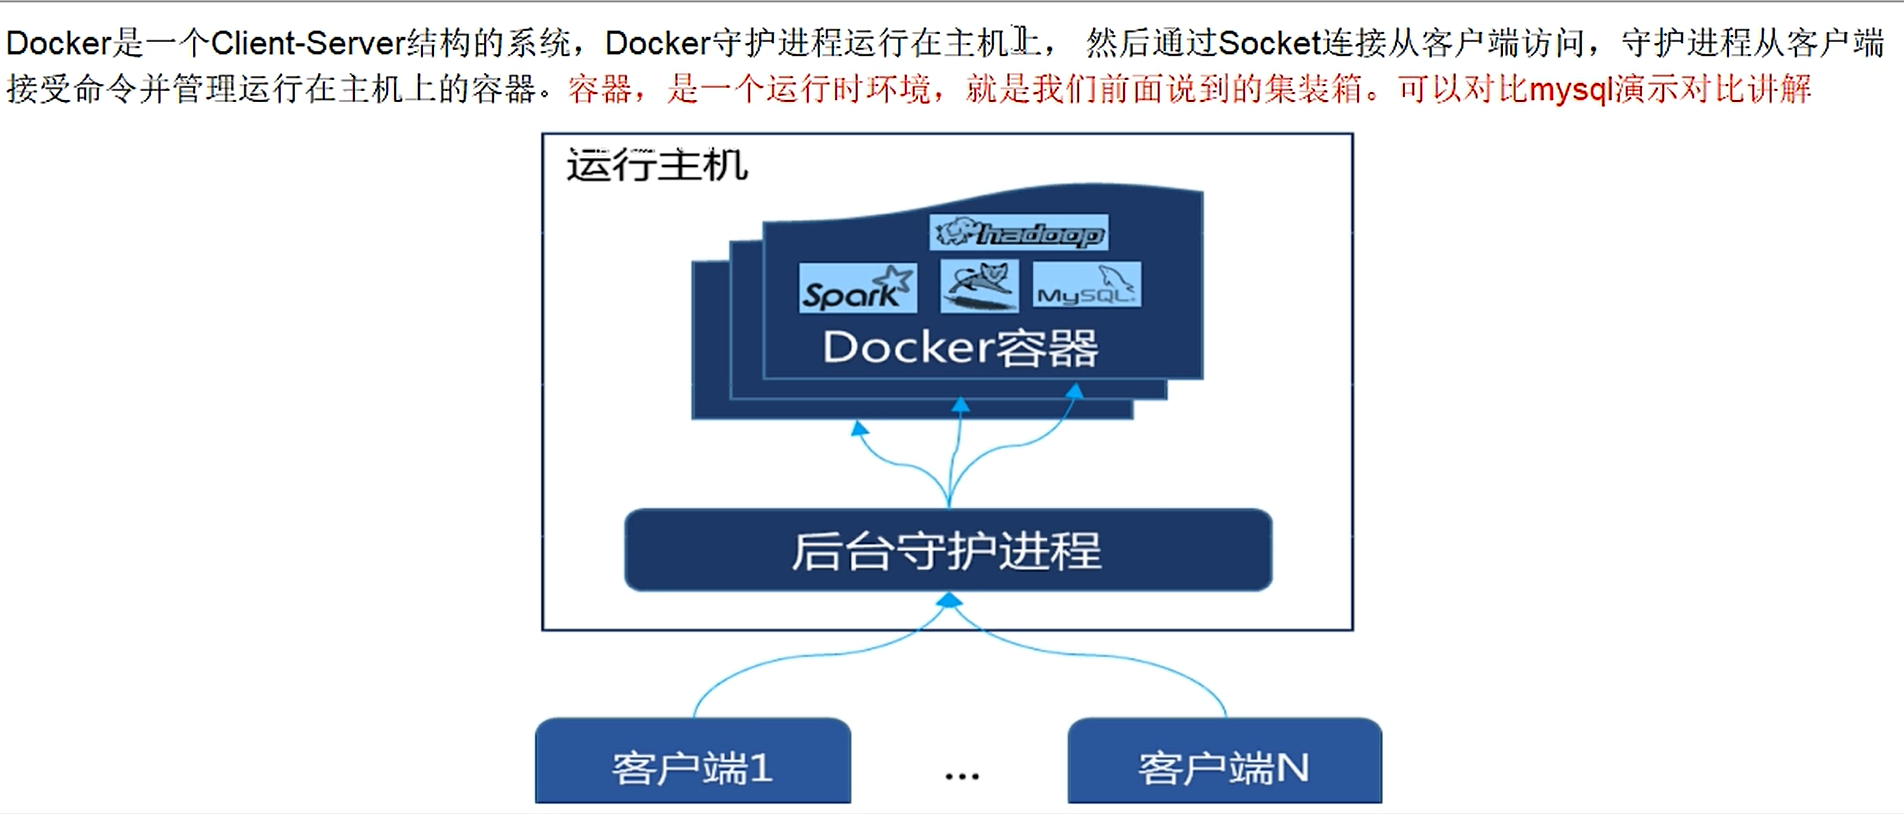 Docker是一个Client-Server结构的系统，Docker守护进程运行在主机上， 然后通过Socket连接从客户端访问，守护进程从客户端
接受命令并管理运行在主机上的容器。容器，是一个运行时环境，就是我们前面说到的集装箱。可以对比mysql演示对比讲解
运行主机
hadoop
Spark
MySQL
Docker容器
后台守护进程
客户端1
...
客户端N